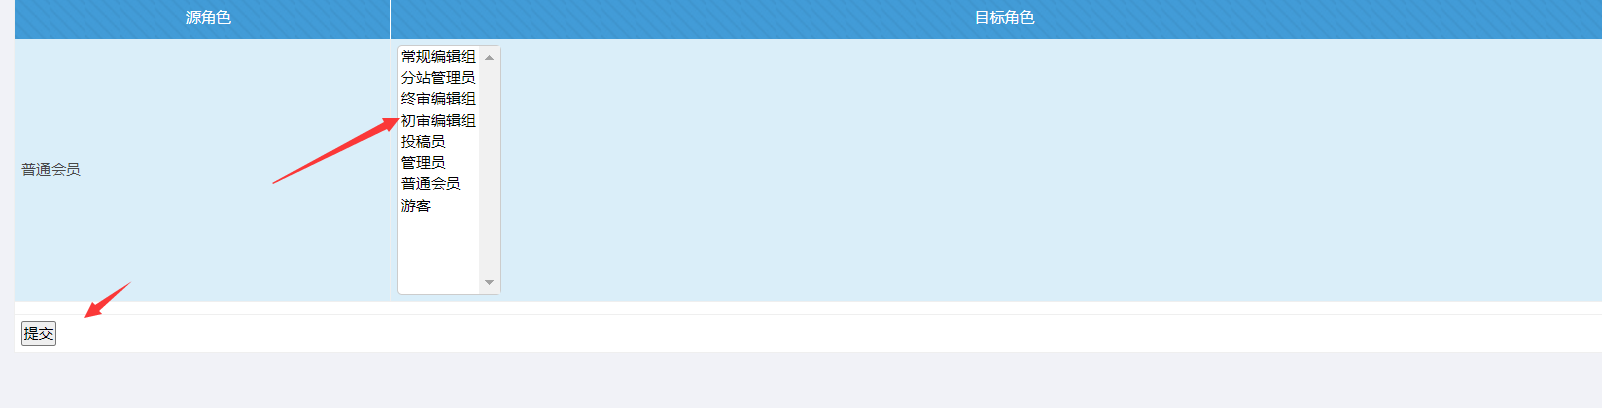 源角色 目标角色
常规编辑组
分站管理员
终审编辑组
初审编辑组
投稿员
管理员
普通会员
普通会员
游客
提交